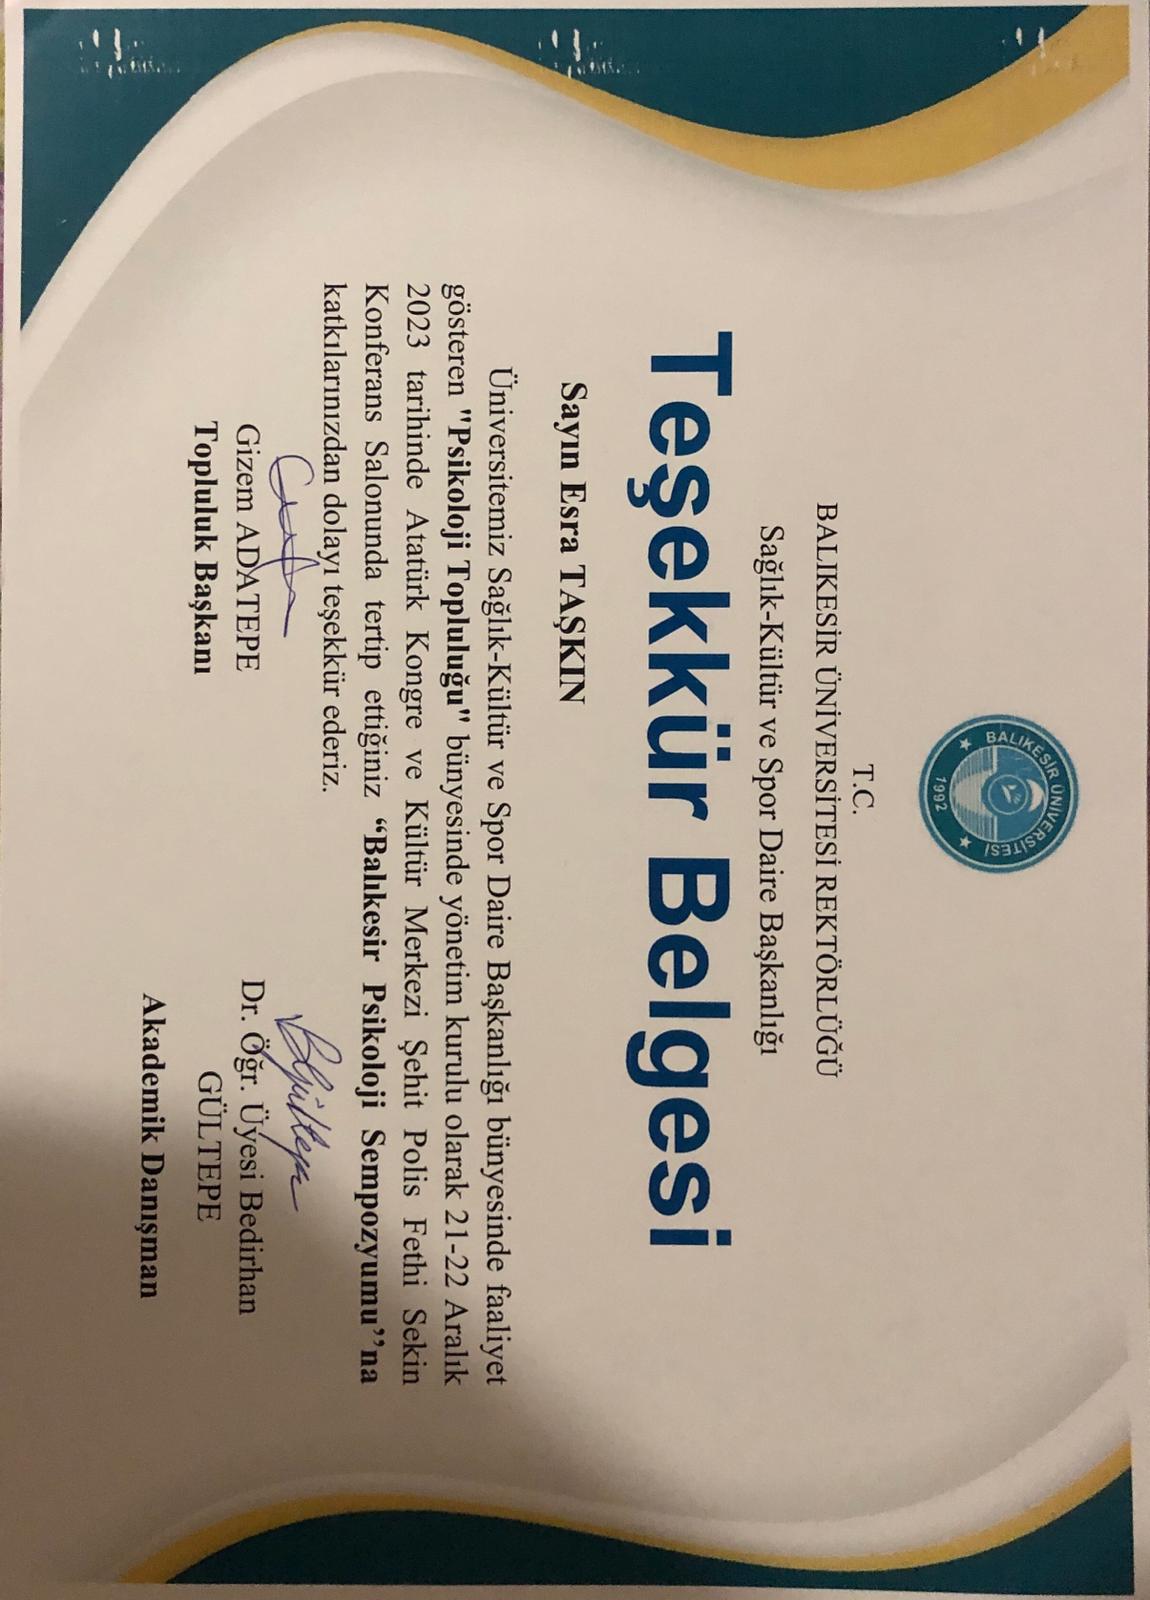 BALIKESİR ÜNİVERSİTESİ
1992
T.C.
BALIKESİR ÜNİVERSİTESİ REKTÖRLÜĞÜ
Sağlık-Kültür ve Spor Daire Başkanlığı
Teşekkür Belgesi
Sayın Esra TAŞKIN
Üniversitemiz Sağlık-Kültür ve Spor Daire Başkanlığı bünyesinde faaliyet
gösteren "Psikoloji Topluluğu" bünyesinde yönetim kurulu olarak 21-22 Aralık
2023 tarihinde Atatürk Kongre ve Kültür Merkezi Şehit Polis Fethi Sekin
Konferans Salonunda tertip ettiğiniz “Balıkesir Psikoloji Sempozyumu’’na
katkılarınızdan dolayı teşekkür ederiz.
Gizem ADATEPE
Topluluk Başkanı
Dr. Öğr. Üyesi Bedirhan
GÜLTEPE
Akademik Danışman